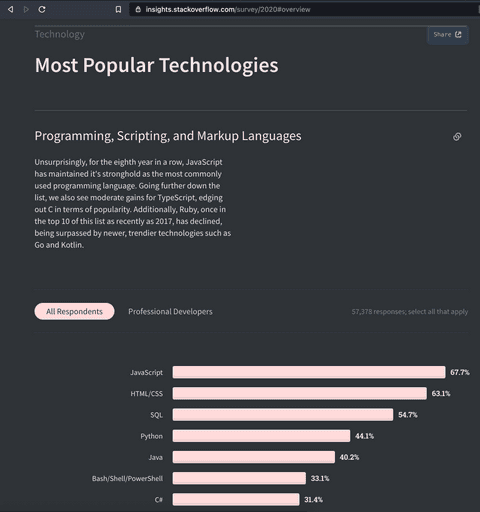 insights.stackoverflow.com/survey/2020#overview
Technology
Share
Most Popular Technologies
Programming, Scripting, and Markup Languages
Unsurprisingly, for the eighth year in a row, JavaScript
has maintained it's stronghold as the most commonly
used programming language. Going further down the
list, we also see moderate gains for TypeScript, edging
out C in terms of popularity. Additionally, Ruby, once in
the top 10 of this list as recently as 2017, has declined,
being surpassed by newer, trendier technologies such as
Go and Kotlin.
All Respondents Professional Developers 57,378 responses; select all that apply
JavaScript 67.7%
HTML/CSS 63.1%
SQL 54.7%
Python 44.1%
Java 40.2%
Bash/Shell/PowerShell 33.1%
C# 31.4%